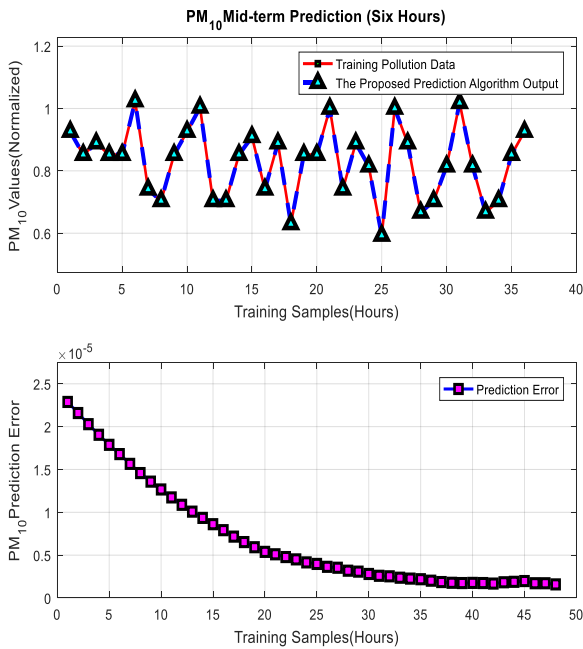 PM10Mid-term Prediction (Six Hours)
1.2
1
0.8
0.6
PM10 Values(Normalized)
Training Pollution Data
The Proposed Prediction Algorithm Output
0 5 10 15 20 25 30 35 40
Training Samples(Hours)
×10-5
2.5
2
1.5
1
0.5
0
PM10Prediction Error
Prediction Error
0 5 10 15 20 25 30 35 40 45 50
Training Samples(Hours)